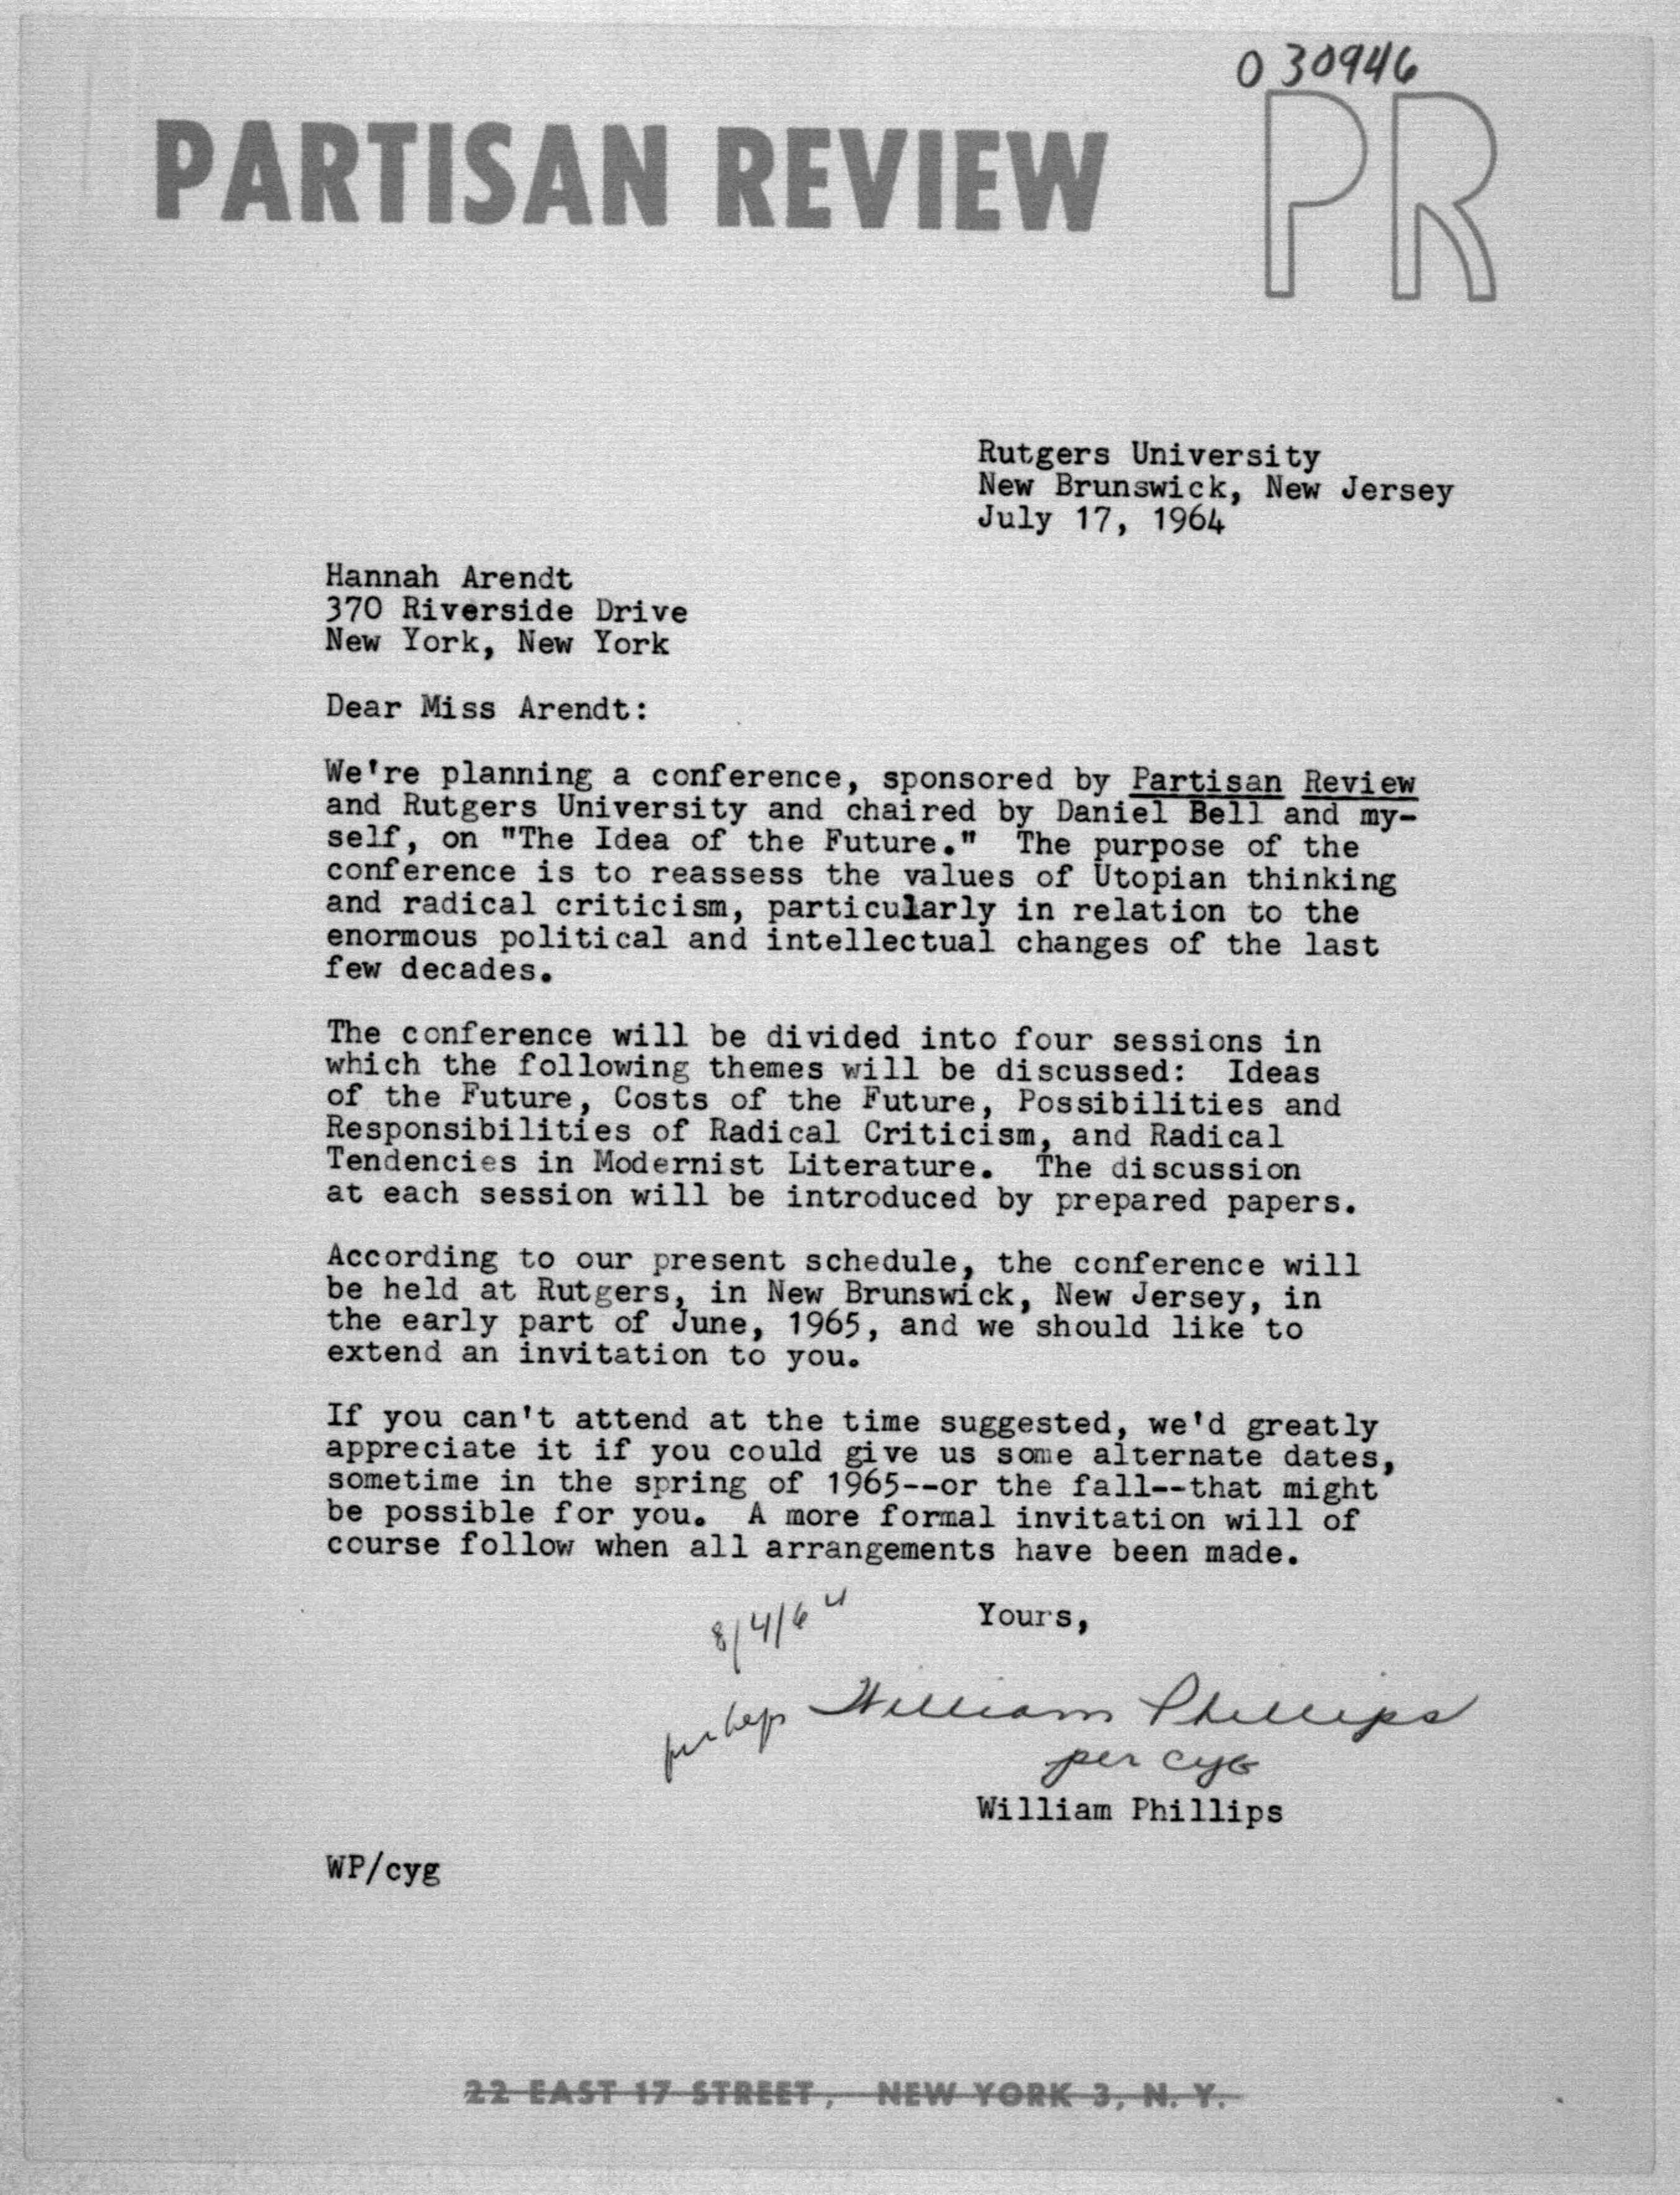 030946
PARTISAN REVIEW
PR
Rutgers University
New Brunswick, New Jersey
July 17, 1964
Hannah Arendt
370 Riverside Drive
New York, New York
Dear Miss Arendt:
We're planning a conference, sponsored by Partisan Review
and Rutgers University and chaired by Daniel Bell and my-
self, on "The Idea of the Future." The purpose of the
conference is to reassess the values of Utopian thinking
and radical criticism, particularly in relation to the
enormous political and intellectual changes of the last
few decades.
The conference will be divided into four sessions in
which the following themes will be discussed: Ideas
of the Future, Costs of the Future, Possibilities and
Responsibilities of Radical Criticism, and Radical
Tendencies in Modernist Literature. The discussion
at each session will be introduced by prepared papers.
According to our present schedule, the conference will
be held at Rutgers, in New Brunswick, New Jersey, in
the early part of June, 1965, and we should like to
extend an invitation to you.
If you can't attend at the time suggested, we'd greatly
appreciate it if you could give us some alternate dates,
sometime in the spring of 1965--or the fall--that might
be possible for you. A more formal invitation will of
course follow when all arrangements have been made.
8/4/64
Yours,
perhaps
William Phillips
per cyg
William Phillips
WP/cyg
22 EAST 17 STREET, NEW YORK 3, N. Y.